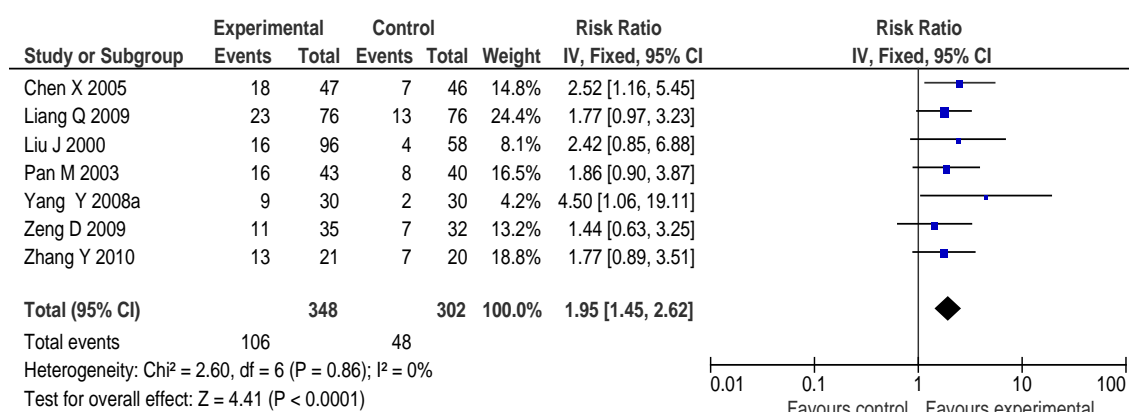 Experimental Control Risk Ratio Risk Ratio
Study or Subgroup Events Total Events Total Weight IV, Fixed, 95% CI IV, Fixed, 95% CI
Chen X 2005 18 47 7 46 14.8% 2.52 [1.16, 5.45]
Liang Q 2009 23 76 13 76 24.4% 1.77 [0.97, 3.23]
Liu J 2000 16 96 4 58 8.1% 2.42 [0.85, 6.88]
Pan M 2003 16 43 8 40 16.5% 1.86 [0.90, 3.87]
Yang Y 2008a 9 30 2 30 4.2% 4.50 [1.06, 19.11]
Zeng D 2009 11 35 7 32 13.2% 1.44 [0.63, 3.25]
Zhang Y 2010 13 21 7 20 18.8% 1.77 [0.89, 3.51]
Total (95% CI) 348 302 100.0% 1.95 [1.45, 2.62]
Total events 106 48
Heterogeneity: Chi² = 2.60, df = 6 (P = 0.86); I² = 0%
Test for overall effect: Z = 4.41 (P < 0.0001)
0.01 0.1 1 10 100
Favours control Favours experimental